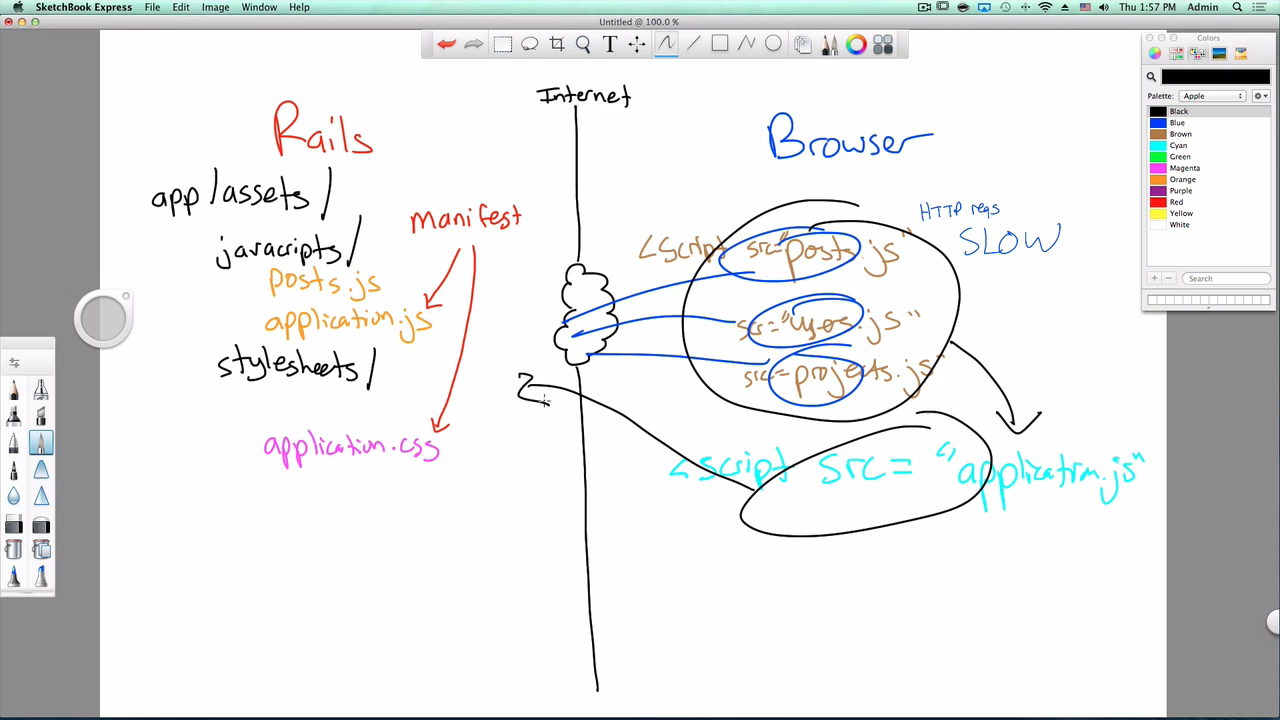 SketchBook Express File Edit Image Window Help Thu 1:57 PM Admin
Untitled @ 100.0 %
Colors
Palette: Apple
Black
Blue
Brown
Cyan
Green
Magenta
Orange
Purple
Red
Yellow
White
Search
Internet
Rails
app/assets/
javacripts/
posts.js
application.js
stylesheets/
application.css
manifest
Browser
HTTP reqs
SLOW
<script src="posts.js"
src="users.js"
src=projects.js"
<script src= "application.js"